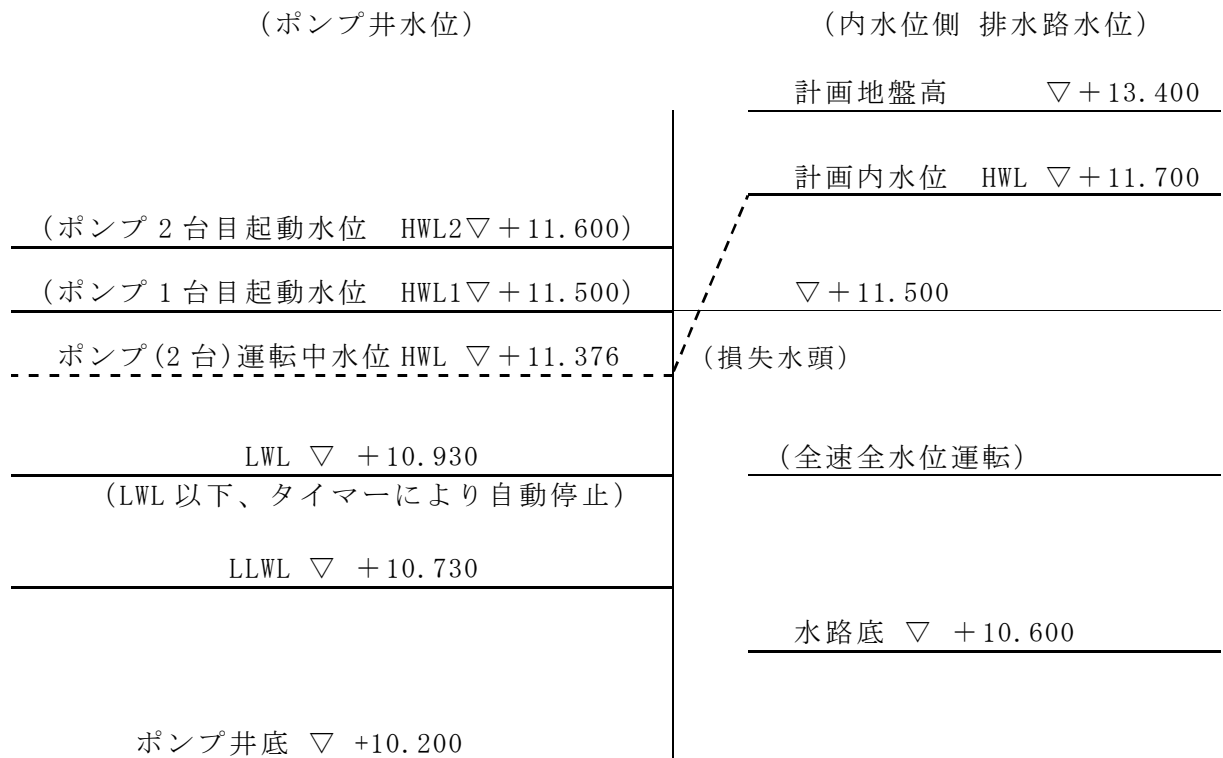 (ポンプ井水位)
(内水位側 排水路水位)
計画地盤高 ▽+13.400
計画内水位 HWL ▽+11.700
(ポンプ2台目起動水位 HWL2▽+11.600)
(ポンプ1台目起動水位 HWL1▽+11.500)
▽+11.500
ポンプ(2台)運転中水位 HWL ▽+11.376
(損失水頭)
LWL ▽ +10.930
(全速全水位運転)
(LWL以下、タイマーにより自動停止)
LLWL ▽ +10.730
水路底 ▽ +10.600
ポンプ井底 ▽ +10.200